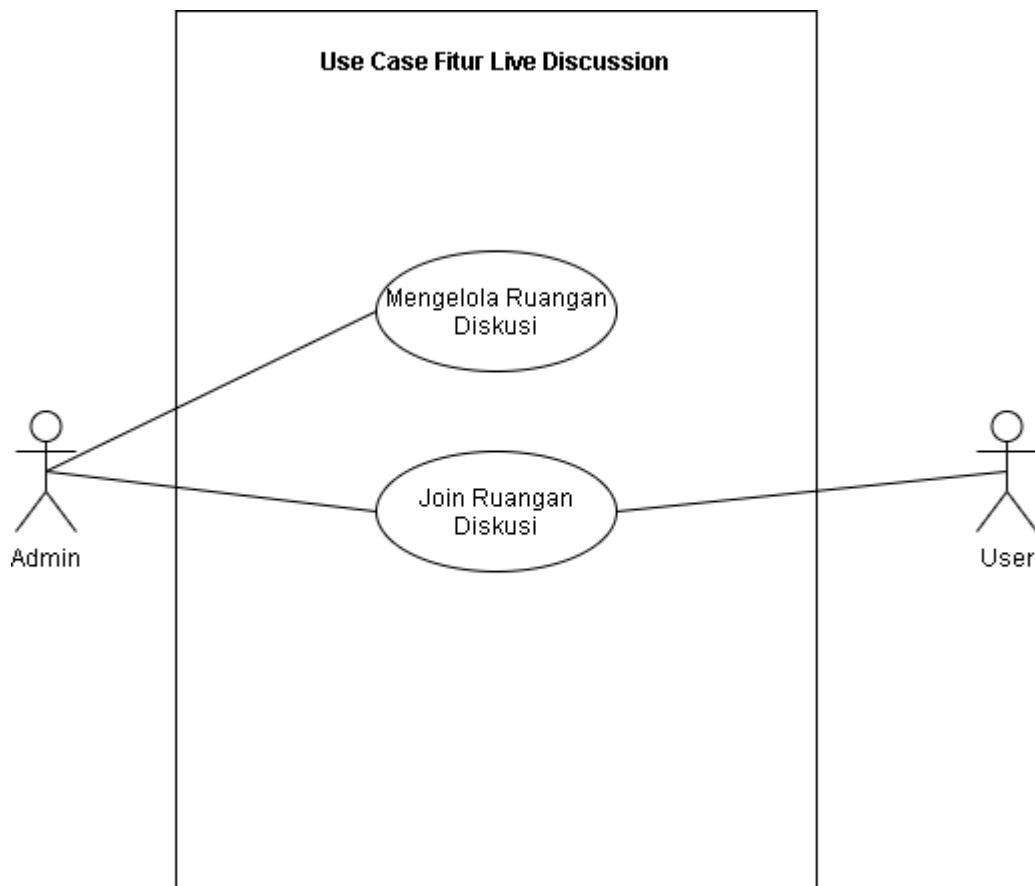 Use Case Fitur Live Discussion
Mengelola Ruangan
Diskusi
Join Ruangan
Diskusi
Admin
User